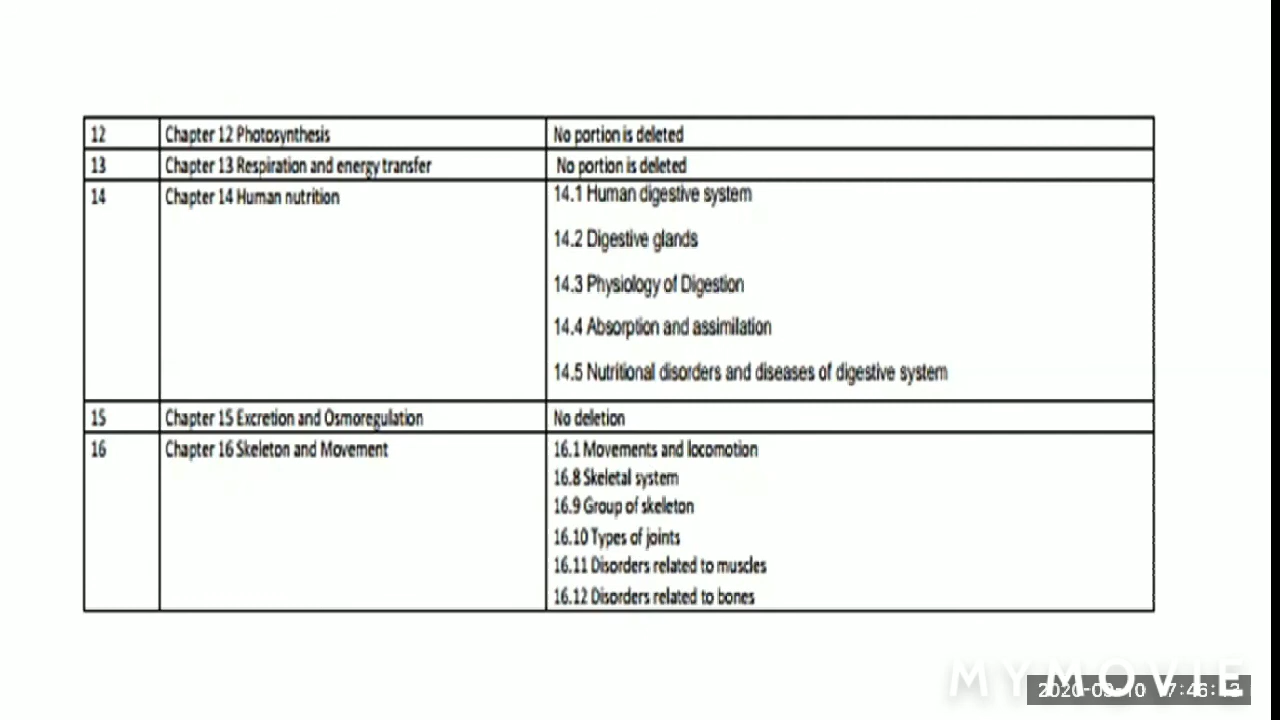 12 Chapter 12 Photosynthesis No portion is deleted
13 Chapter 13 Respiration and energy transfer No portion is deleted
14 Chapter 14 Human nutrition 14.1 Human digestive system
14.2 Digestive glands
14.3 Physiology of Digestion
14.4 Absorption and assimilation
14.5 Nutritional disorders and diseases of digestive system
15 Chapter 15 Excretion and Osmoregulation No deletion
16 Chapter 16 Skeleton and Movement 16.1 Movements and locomotion
16.8 Skeletal system
16.9 Group of skeleton
16.10 Types of joints
16.11 Disorders related to muscles
16.12 Disorders related to bones
MYMOVIE